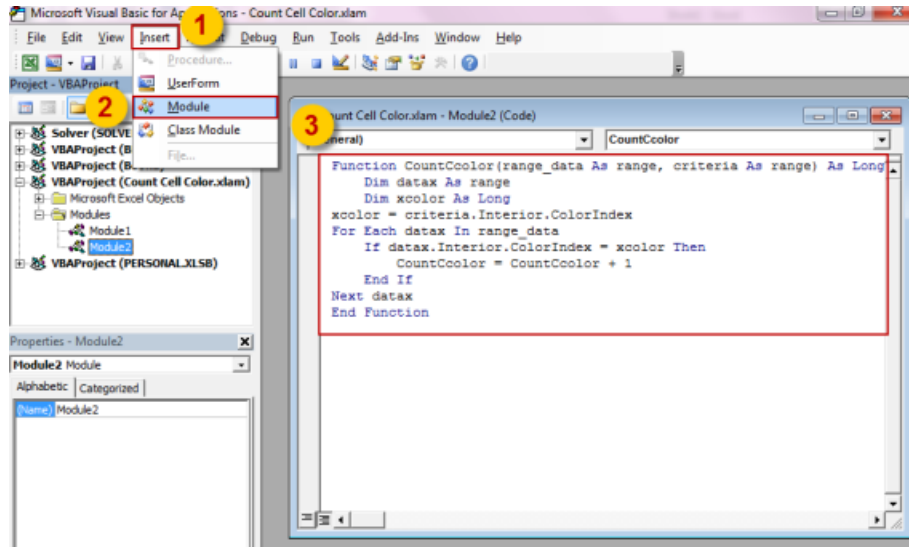 Microsoft Visual Basic for Applications - Count Cell Color.xlam
1
File Edit View Insert Debug Run Tools Add-Ins Window Help
Procedure...
UserForm
Module
Class Module
File...
Project - VBAProject
2
Solver (SOLVE
VBAProject (B
VBAProject (B
VBAProject (Count Cell Color.xlam)
Microsoft Excel Objects
Modules
Module1
Module2
VBAProject (PERSONAL.XLSB)
Properties - Module2
Module2 Module
Alphabetic Categorized
(Name) Module2
3
Count Cell Color.xlam - Module2 (Code)
(General) CountCcolor
Function CountCcolor(range_data As range, criteria As range) As Long
Dim datax As range
Dim xcolor As Long
xcolor = criteria.Interior.ColorIndex
For Each datax In range_data
If datax.Interior.ColorIndex = xcolor Then
CountCcolor = CountCcolor + 1
End If
Next datax
End Function